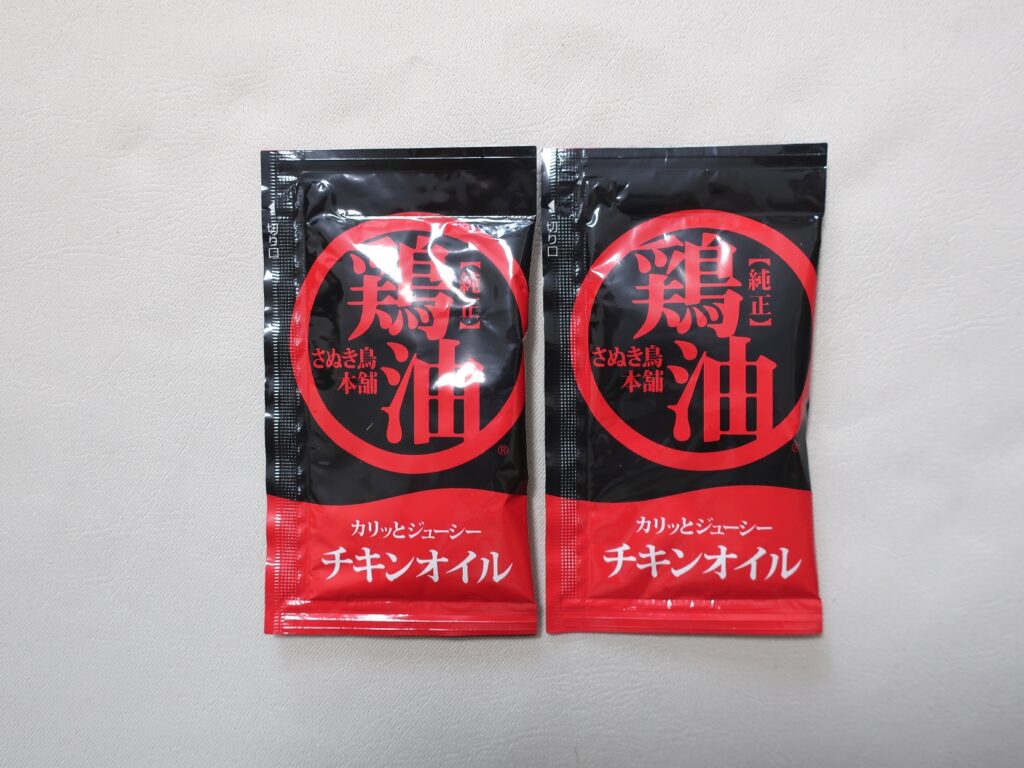 切り口
【純正】
鶏油
さぬき鳥
本舗
®
カリッとジューシー
チキンオイル
切り口
【純正】
鶏油
さぬき鳥
本舗
®
カリッとジューシー
チキンオイル